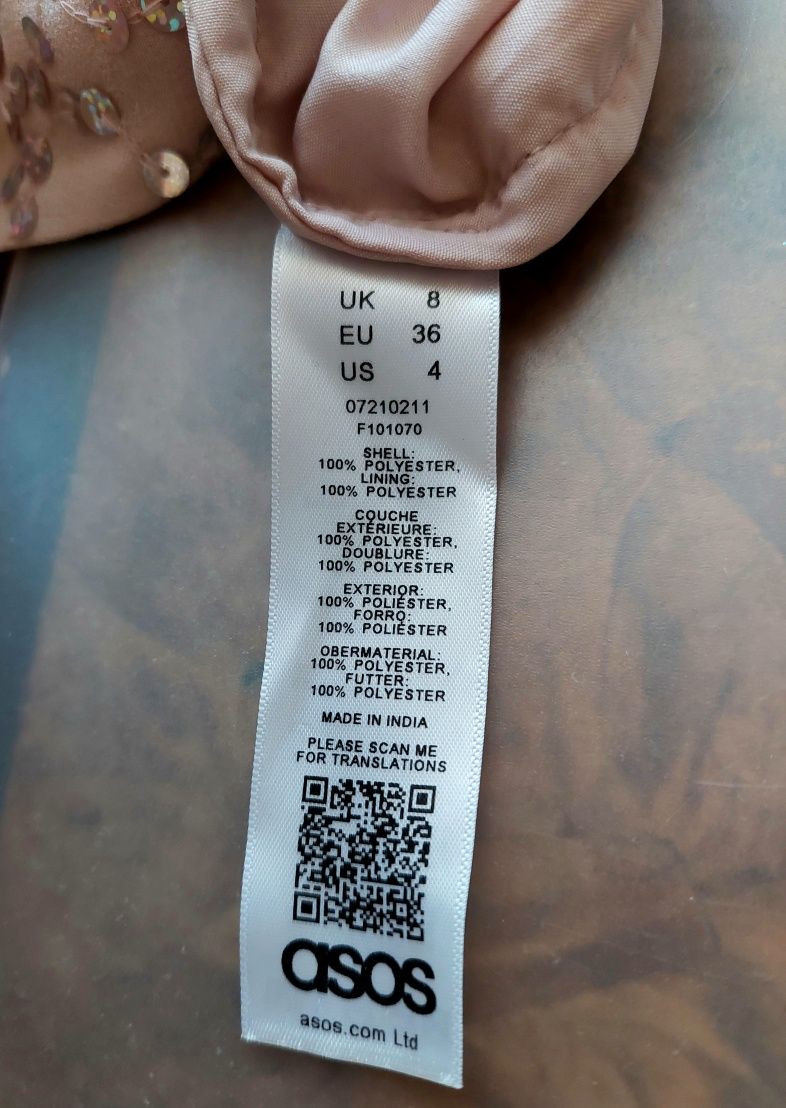 UK 8
EU 36
US 4
07210211
F101070
SHELL:
100% POLYESTER,
LINING:
100% POLYESTER
COUCHE
EXTÉRIEURE:
100% POLYESTER,
DOUBLURE:
100% POLYESTER
EXTERIOR:
100% POLIÉSTER,
FORRO:
100% POLIÉSTER
OBERMATERIAL:
100% POLYESTER,
FUTTER:
100% POLYESTER
MADE IN INDIA
PLEASE SCAN ME
FOR TRANSLATIONS
asos
asos.com Ltd